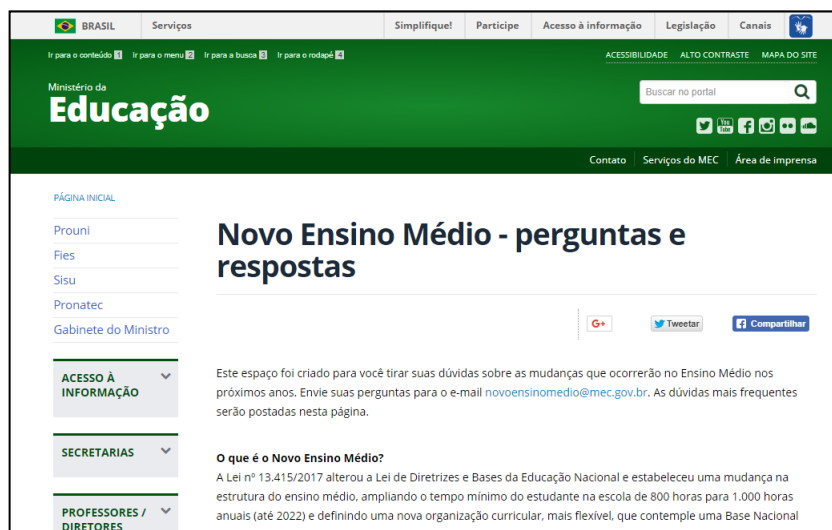 BRASIL Serviços Simplifique! Participe Acesso à informação Legislação Canais
Ir para o conteúdo 1 Ir para o menu 2 Ir para a busca 3 Ir para o rodapé 4 ACESSIBILIDADE ALTO CONTRASTE MAPA DO SITE
Ministério da
Educação
Buscar no portal
You Tube
Contato Serviços do MEC Área de imprensa
PÁGINA INICIAL
Prouni
Fies
Sisu
Pronatec
Gabinete do Ministro
ACESSO À
INFORMAÇÃO
SECRETARIAS
PROFESSORES /
DIRETORES
Novo Ensino Médio - perguntas e
respostas
G+ Tweetar Compartilhar
Este espaço foi criado para você tirar suas dúvidas sobre as mudanças que ocorrerão no Ensino Médio nos
próximos anos. Envie suas perguntas para o e-mail novoensinomedio@mec.gov.br. As dúvidas mais frequentes
serão postadas nesta página.
O que é o Novo Ensino Médio?
A Lei nº 13.415/2017 alterou a Lei de Diretrizes e Bases da Educação Nacional e estabeleceu uma mudança na
estrutura do ensino médio, ampliando o tempo mínimo do estudante na escola de 800 horas para 1.000 horas
anuais (até 2022) e definindo uma nova organização curricular, mais flexível, que contemple uma Base Nacional